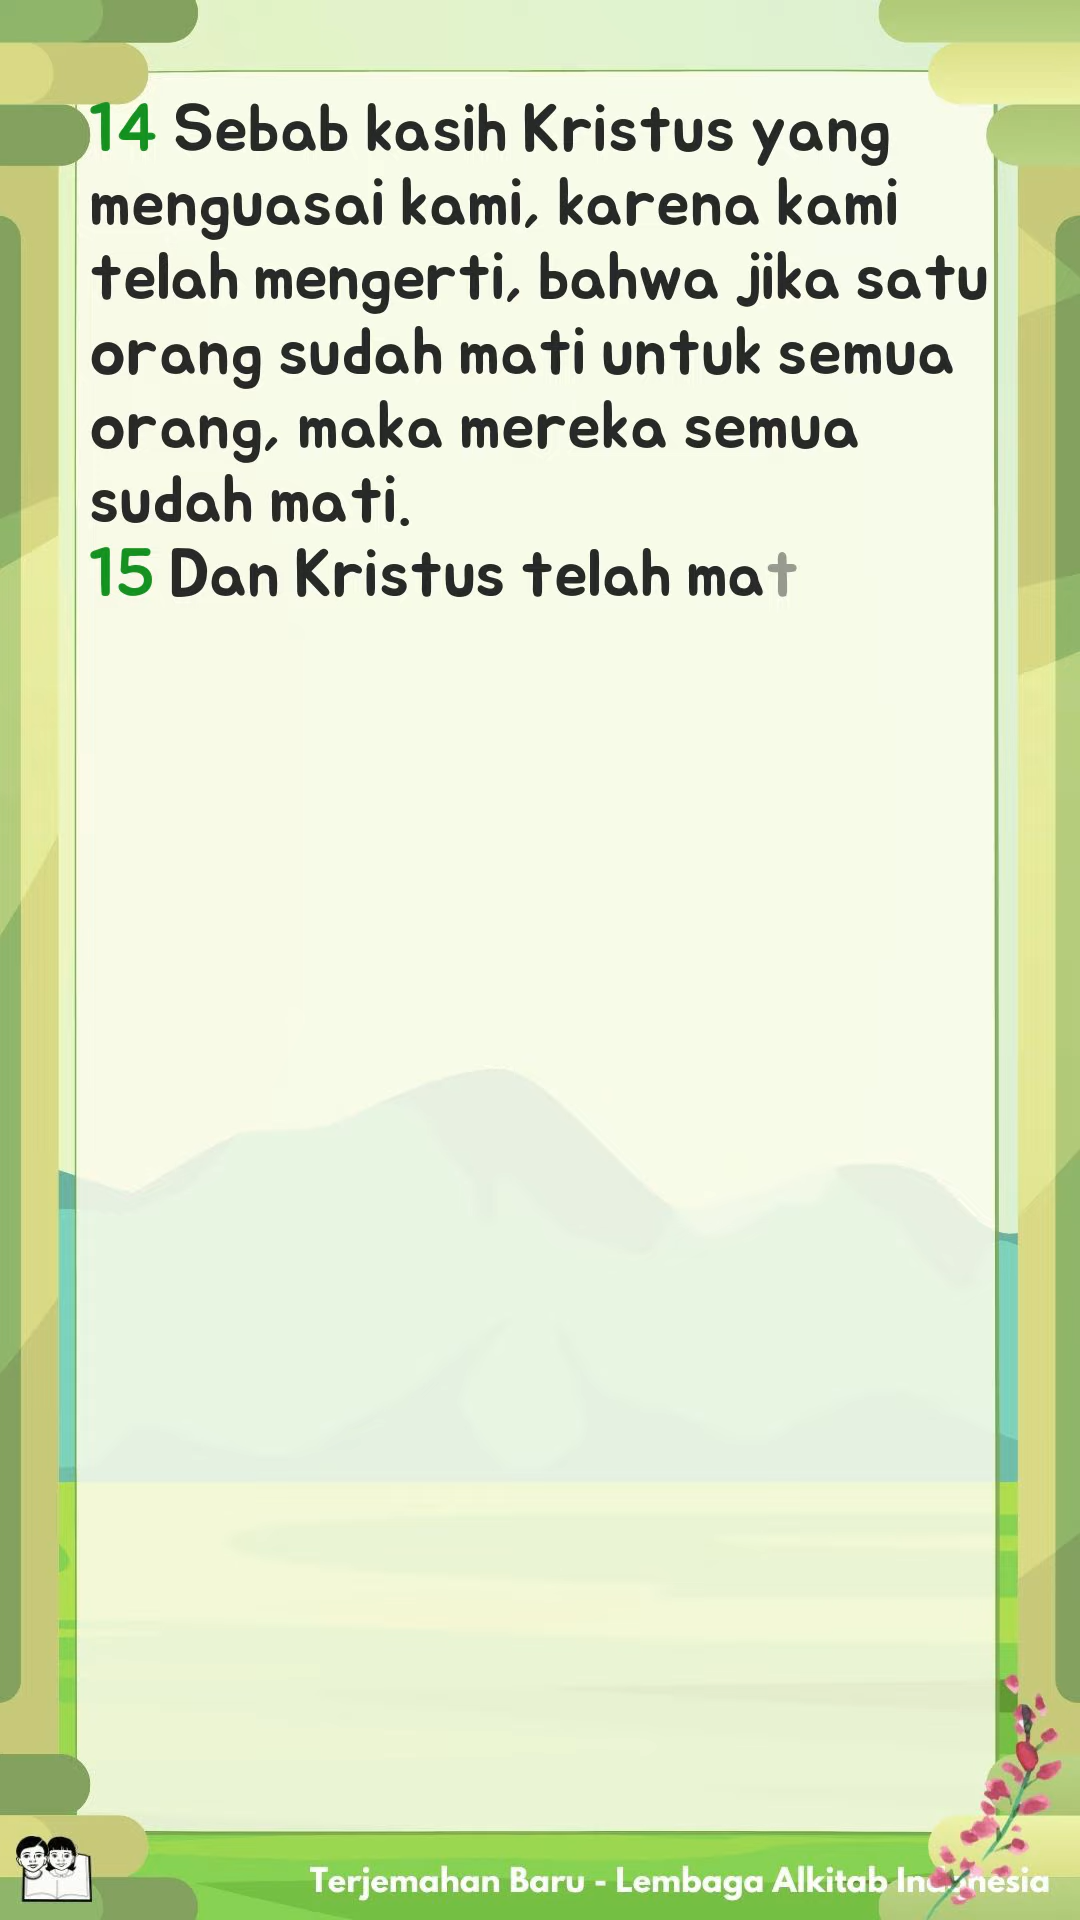 14 Sebab kasih Kristus yang
menguasai kami, karena kami
telah mengerti, bahwa jika satu
orang sudah mati untuk semua
orang, maka mereka semua
sudah mati.
15 Dan Kristus telah mat
Terjemahan Baru - Lembaga Alkitab Indonesia